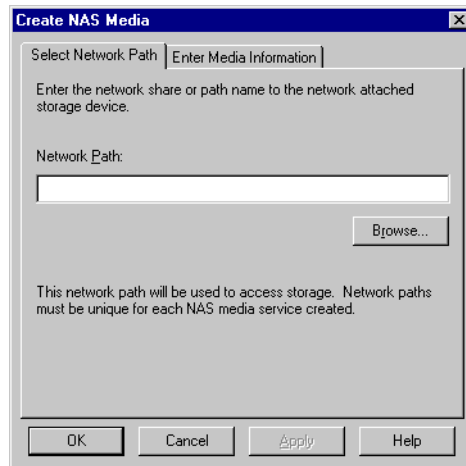 Create NAS Media
Select Network Path
Enter Media Information
Enter the network share or path name to the network attached
storage device.
Network Path:
Browse...
This network path will be used to access storage. Network paths
must be unique for each NAS media service created.
OK
Cancel
Apply
Help